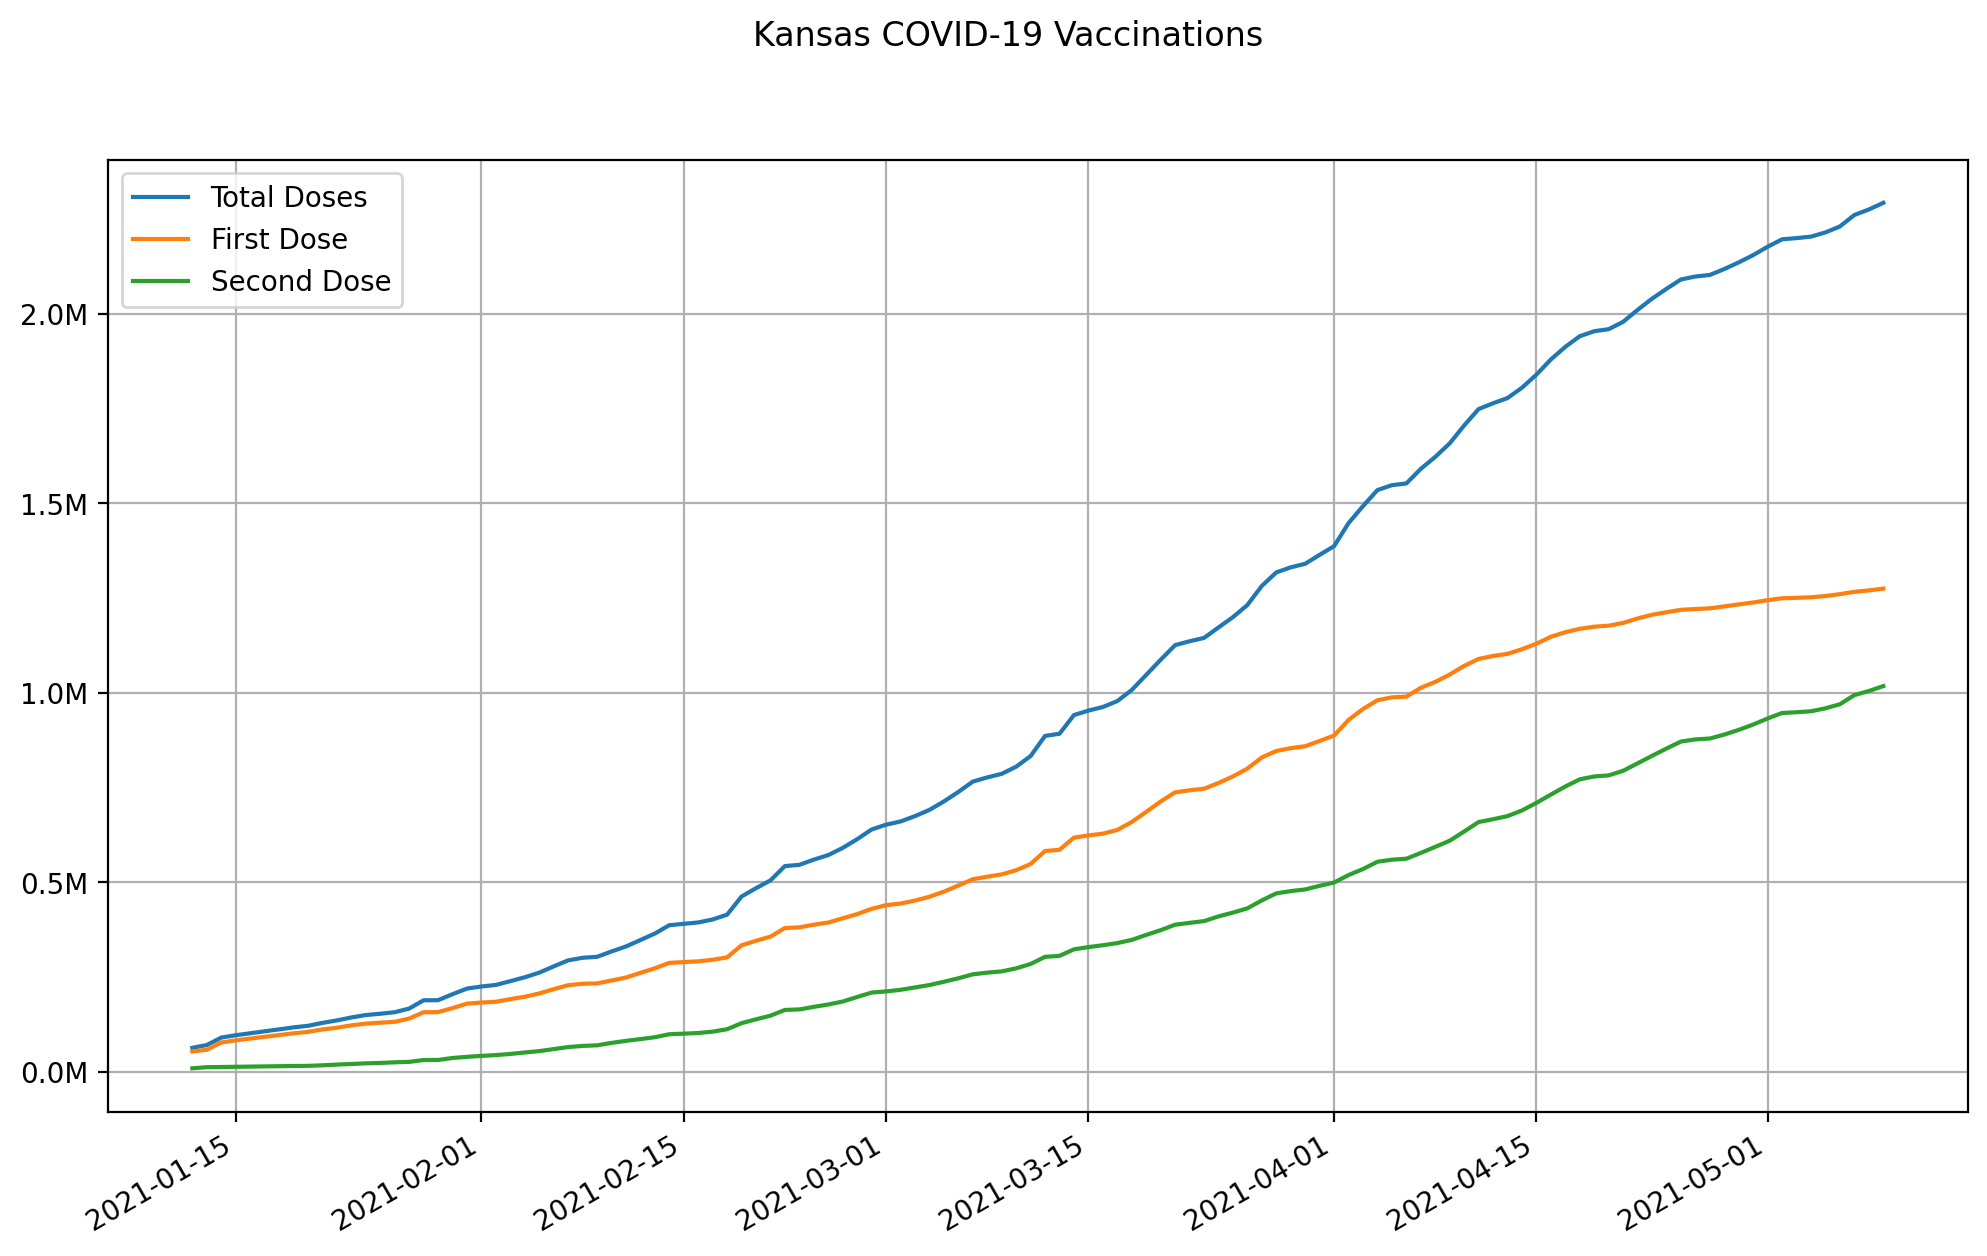 Kansas COVID-19 Vaccinations
Total Doses
First Dose
Second Dose
2.0M
1.5M
1.0M
0.5M
0.0M
2021-01-15
2021-02-01
2021-02-15
2021-03-01
2021-03-15
2021-04-01
2021-04-15
2021-05-01